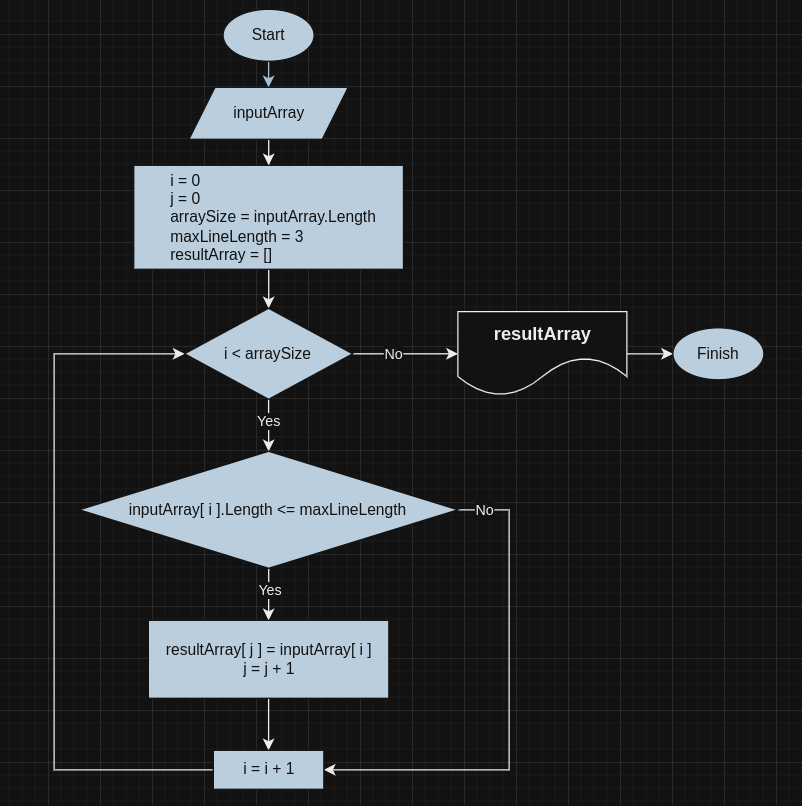 Start
inputArray
i = 0
j = 0
arraySize = inputArray.Length
maxLineLength = 3
resultArray = []
i < arraySize
No
resultArray
Finish
Yes
inputArray[ i ].Length <= maxLineLength
No
Yes
resultArray[ j ] = inputArray[ i ]
j = j + 1
i = i + 1